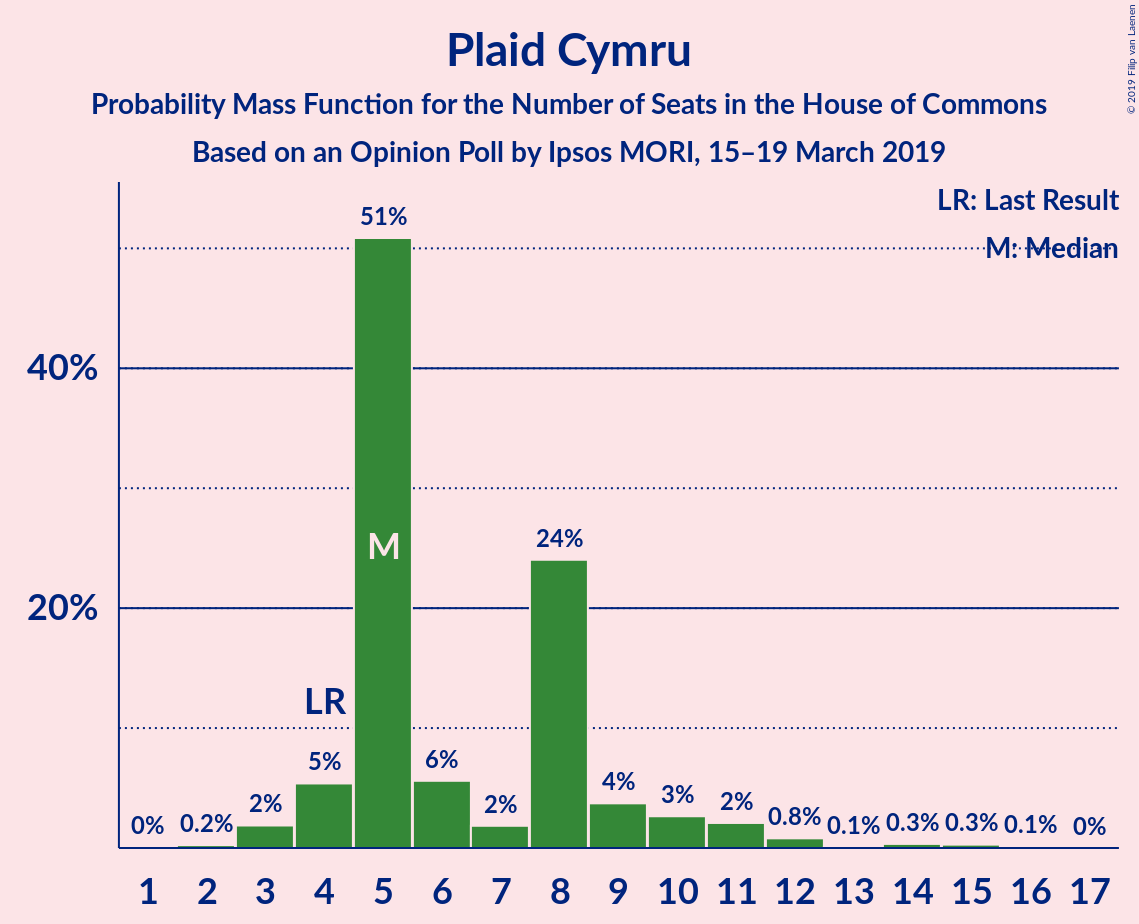 © 2019 Filip van Laenen
Plaid Cymru
Probability Mass Function for the Number of Seats in the House of Commons
Based on an Opinion Poll by Ipsos MORI, 15–19 March 2019
LR: Last Result
M: Median
40%
20%
0%
0.2%
2%
5%
51%
6%
2%
24%
4%
3%
2%
0.8%
0.1%
0.3%
0.3%
0.1%
0%
LR
M
1 2 3 4 5 6 7 8 9 10 11 12 13 14 15 16 17